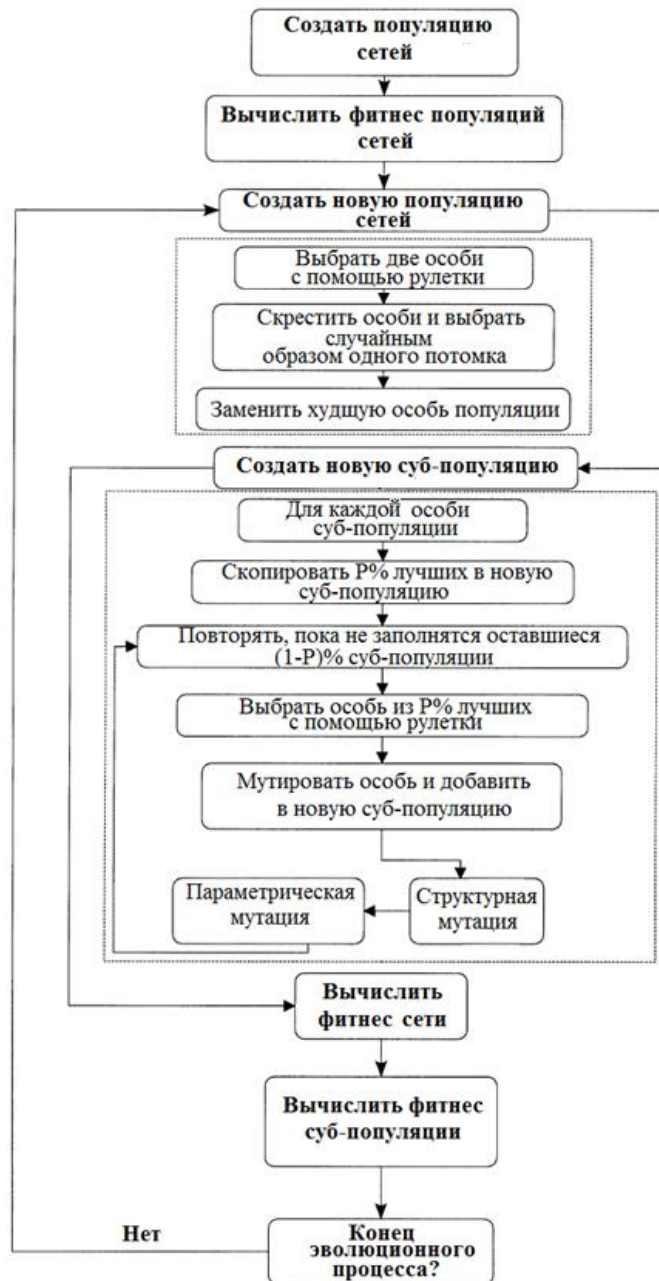 Создать популяцию
сетей
Вычислить фитнес популяций
сетей
Создать новую популяцию
сетей
Выбрать две особи
с помощью рулетки
Скрестить особи и выбрать
случайным
образом одного потомка
Заменить худщую особь популяции
Создать новую суб-популяцию
Для каждой особи
суб-популяции
Скопировать Р% лучших в новую
суб-популяцию
Повторять, пока не заполнятся оставшиеся
(1-Р)% суб-популяции
Выбрать особь из Р% лучших
с помощью рулетки
Мутировать особь и добавить
в новую суб-популяцию
Параметрическая
мутация
Структурная
мутация
Вычислить
фитнес сети
Вычислить фитнес
суб-популяции
Нет
Конец
эволюционного
процесса?